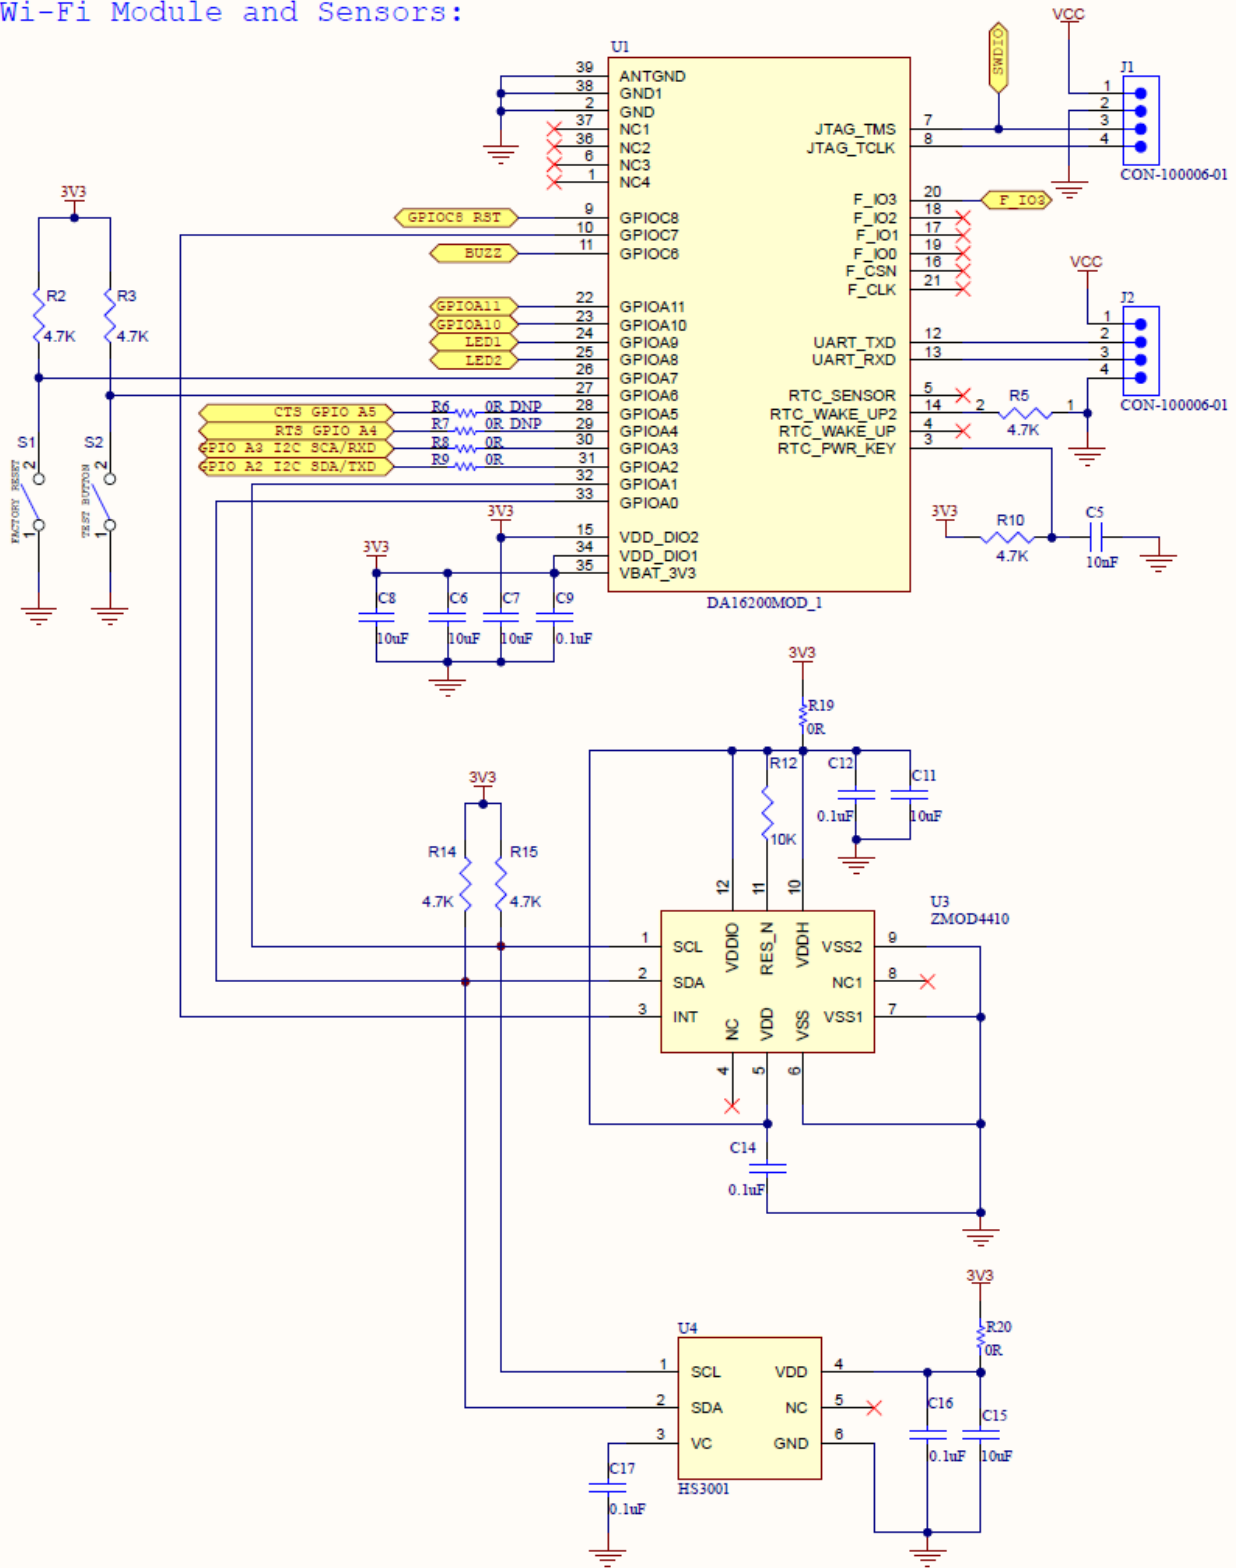 Wi-Fi Module and Sensors:
VCC
U1
SWDIO
J1
39 ANTGND
38 GND1
2 GND
37 NC1
36 NC2
6 NC3
1 NC4
JTAG_TMS 7
JTAG_TCLK 8
1
2
3
4
CON-100006-01
3V3
GPIOC8 RST 9 GPIOC8
10 GPIOC7
BUZZ 11 GPIOC6
F_IO3 20 F_IO3
F_IO2 18
F_IO1 17
F_IO0 19
F_CSN 16
F_CLK 21
VCC
R2
4.7K
R3
4.7K
GPIOA11 22 GPIOA11
GPIOA10 23 GPIOA10
LED1 24 GPIOA9
LED2 25 GPIOA8
26 GPIOA7
27 GPIOA6
CTS GPIO A5 R6 0R DNP 28 GPIOA5
RTS GPIO A4 R7 0R DNP 29 GPIOA4
GPIO A3 I2C SCA/RXD R8 0R 30 GPIOA3
GPIO A2 I2C SDA/TXD R9 0R 31 GPIOA2
32 GPIOA1
33 GPIOA0
UART_TXD 12
UART_RXD 13
J2
1
2
3
4
CON-100006-01
RTC_SENSOR 5
RTC_WAKE_UP2 14 2 R5 1
4.7K
RTC_WAKE_UP 4
RTC_PWR_KEY 3
S1
2
1
FACTORY RESET
S2
2
1
TEST BUTTON
3V3
15 VDD_DIO2
34 VDD_DIO1
35 VBAT_3V3
3V3
3V3 R10 C5
4.7K 10nF
C8 C6 C7 C9
10uF 10uF 10uF 0.1uF
DA16200MOD_1
3V3
R19
0R
R12 C12 C11
10K 0.1uF 10uF
3V3
R14 R15
4.7K 4.7K
12 11 10
U3
ZMOD4410
1 SCL
2 SDA
3 INT
VDDIO RES_N VDDH
VSS2 9
NC1 8
VSS1 7
NC VDD VSS
4 5 6
C14
0.1uF
3V3
R20
0R
U4
1 SCL VDD 4
2 SDA NC 5
3 VC GND 6
HS3001
C16
0.1uF
C15
10uF
C17
0.1uF